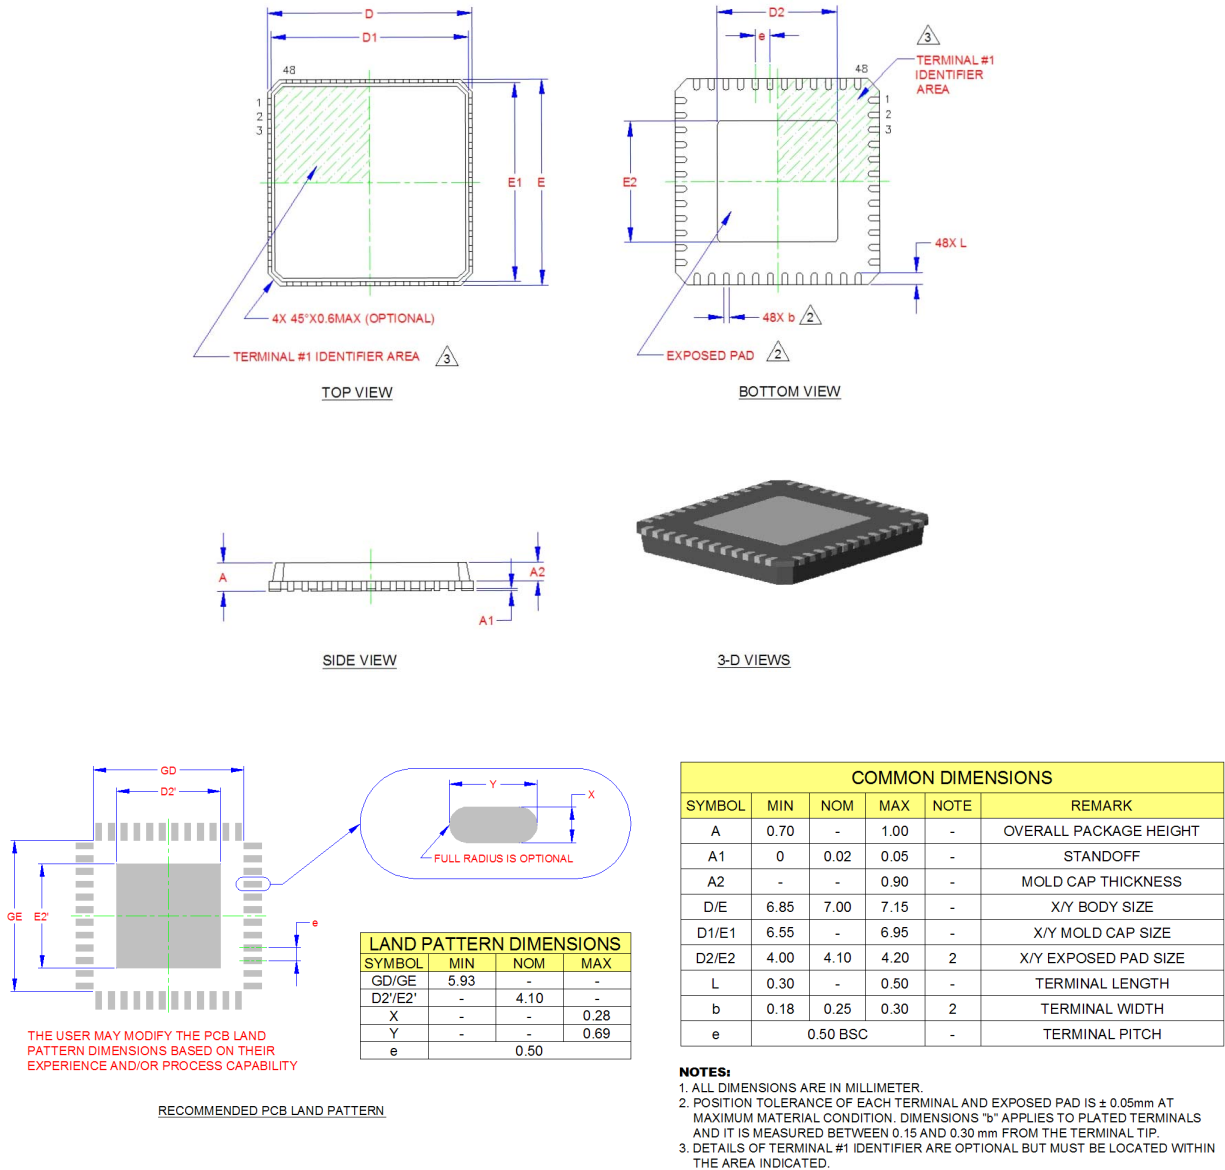 D
D1
48
1
2
3
E1
E
4X 45°X0.6MAX (OPTIONAL)
TERMINAL #1 IDENTIFIER AREA
3
TOP VIEW
D2
e
3
TERMINAL #1
IDENTIFIER
AREA
48
1
2
3
E2
48X L
48X b
2
EXPOSED PAD
2
BOTTOM VIEW
A
A2
A1
SIDE VIEW
3-D VIEWS
GD
D2'
GE
E2'
e
Y
X
FULL RADIUS IS OPTIONAL
THE USER MAY MODIFY THE PCB LAND
PATTERN DIMENSIONS BASED ON THEIR
EXPERIENCE AND/OR PROCESS CAPABILITY
RECOMMENDED PCB LAND PATTERN
LAND PATTERN DIMENSIONS
SYMBOL MIN NOM MAX
GD/GE 5.93 - -
D2'/E2' - 4.10 -
X - - 0.28
Y - - 0.69
e 0.50
COMMON DIMENSIONS
SYMBOL MIN NOM MAX NOTE REMARK
A 0.70 - 1.00 - OVERALL PACKAGE HEIGHT
A1 0 0.02 0.05 - STANDOFF
A2 - - 0.90 - MOLD CAP THICKNESS
D/E 6.85 7.00 7.15 - X/Y BODY SIZE
D1/E1 6.55 - 6.95 - X/Y MOLD CAP SIZE
D2/E2 4.00 4.10 4.20 2 X/Y EXPOSED PAD SIZE
L 0.30 - 0.50 - TERMINAL LENGTH
b 0.18 0.25 0.30 2 TERMINAL WIDTH
e 0.50 BSC - TERMINAL PITCH
NOTES:
1. ALL DIMENSIONS ARE IN MILLIMETER.
2. POSITION TOLERANCE OF EACH TERMINAL AND EXPOSED PAD IS ± 0.05mm AT
MAXIMUM MATERIAL CONDITION. DIMENSIONS "b" APPLIES TO PLATED TERMINALS
AND IT IS MEASURED BETWEEN 0.15 AND 0.30 mm FROM THE TERMINAL TIP.
3. DETAILS OF TERMINAL #1 IDENTIFIER ARE OPTIONAL BUT MUST BE LOCATED WITHIN
THE AREA INDICATED.